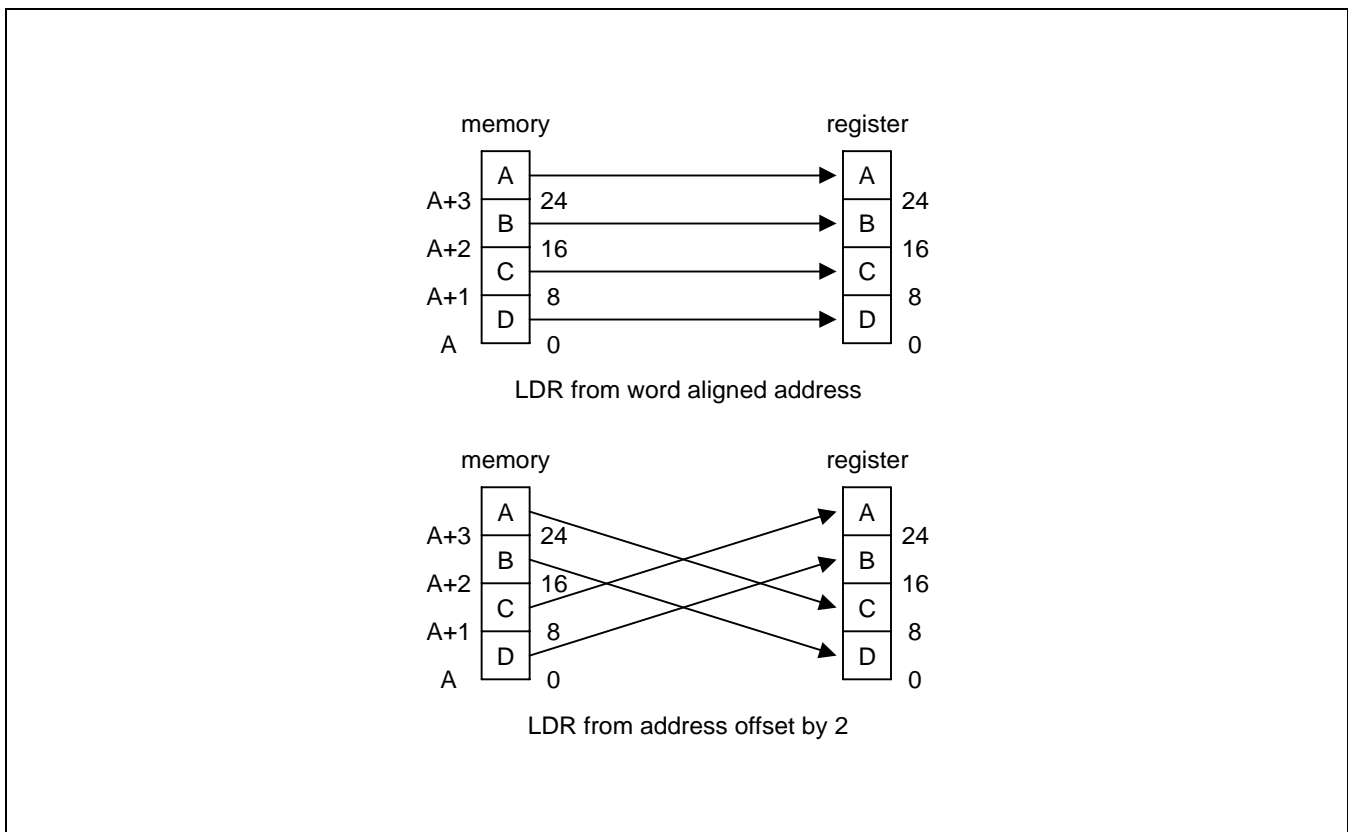 memory register
A A
A+3 24 24
B B
A+2 16 16
C C
A+1 8 8
D D
A 0 0
LDR from word aligned address
memory register
A A
A+3 24 24
B B
A+2 16 16
C C
A+1 8 8
D D
A 0 0
LDR from address offset by 2